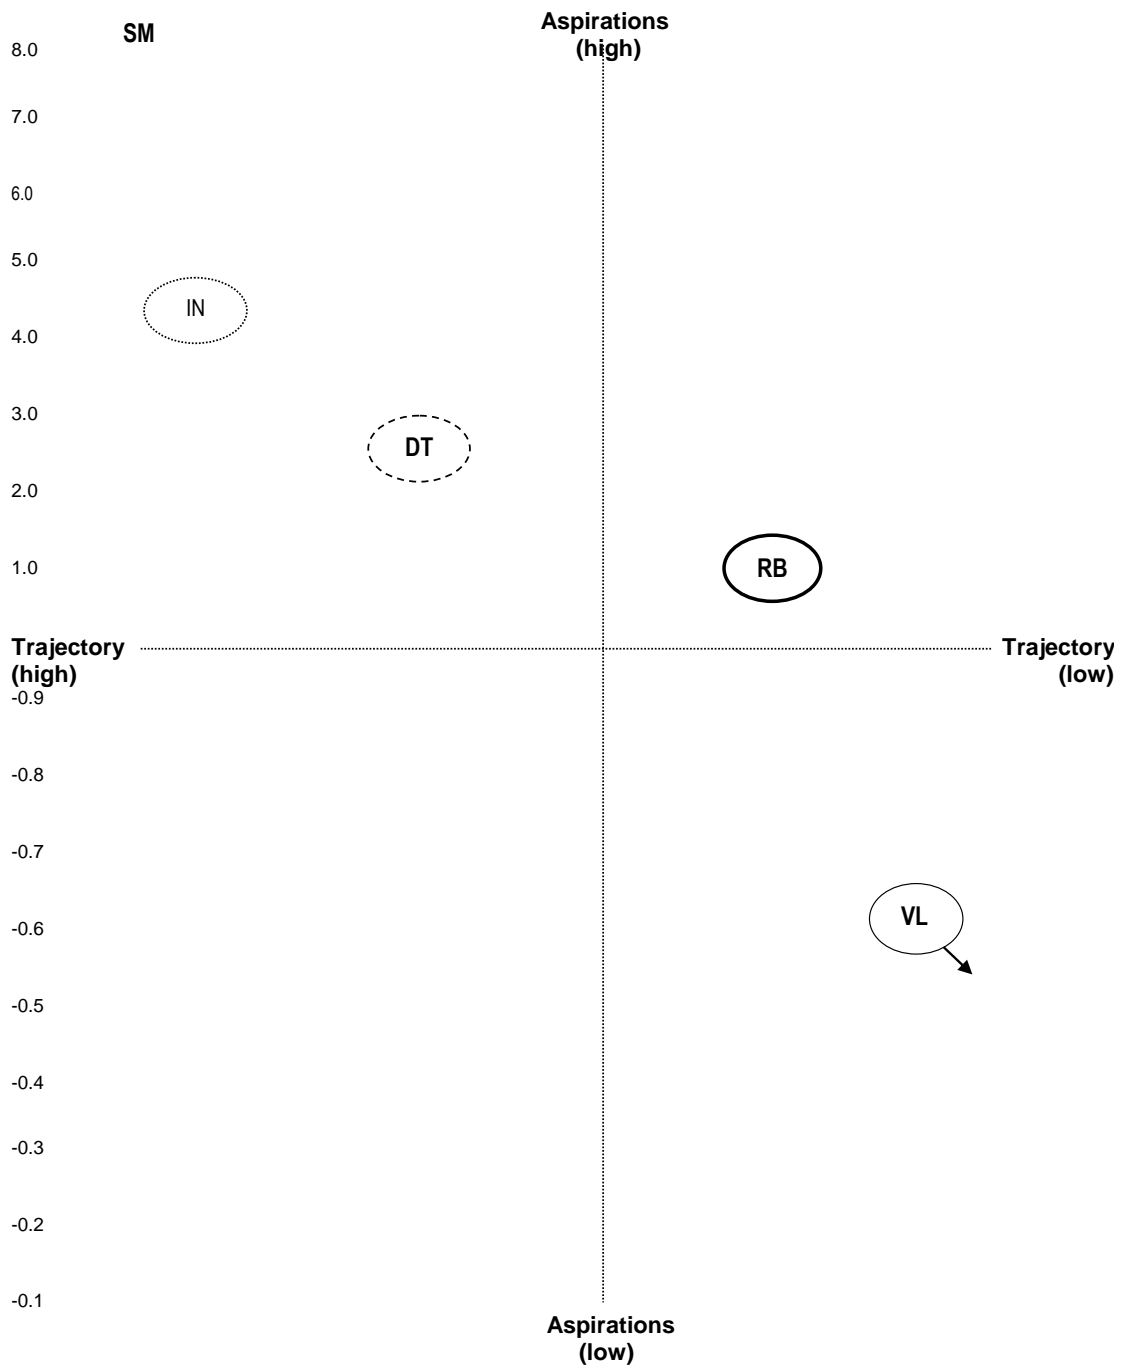 Aspirations
SM
(high)
8.0
7.0
6.0
5.0
IN
4.0
3.0
DT
2.0
1.0
RB
Trajectory
(high)
Trajectory
(low)
-0.9
-0.8
-0.7
VL
-0.6
-0.5
-0.4
-0.3
-0.2
-0.1
Aspirations
(low)